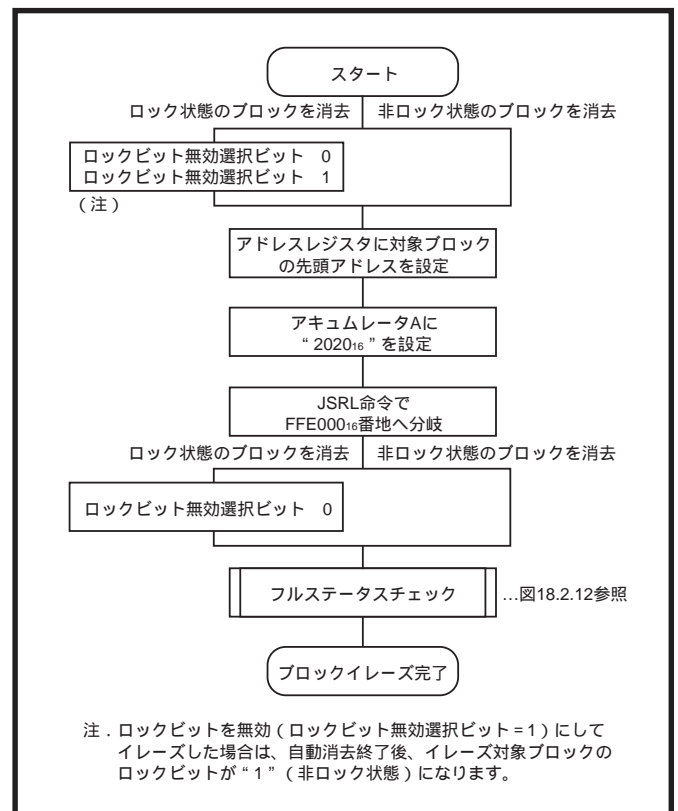 スタート
ロック状態のブロックを消去 非ロック状態のブロックを消去
ロックビット無効選択ビット 0
ロックビット無効選択ビット 1
(注)
アドレスレジスタに対象ブロック
の先頭アドレスを設定
アキュムレータAに
“2020₁₆”を設定
JSRL命令で
FFE000₁₆番地へ分岐
ロック状態のブロックを消去 非ロック状態のブロックを消去
ロックビット無効選択ビット 0
フルステータスチェック …図18.2.12参照
ブロックイレーズ完了
注.ロックビットを無効(ロックビット無効選択ビット=1)にして
イレーズした場合は、自動消去終了後、イレーズ対象ブロックの
ロックビットが“1”(非ロック状態)になります。